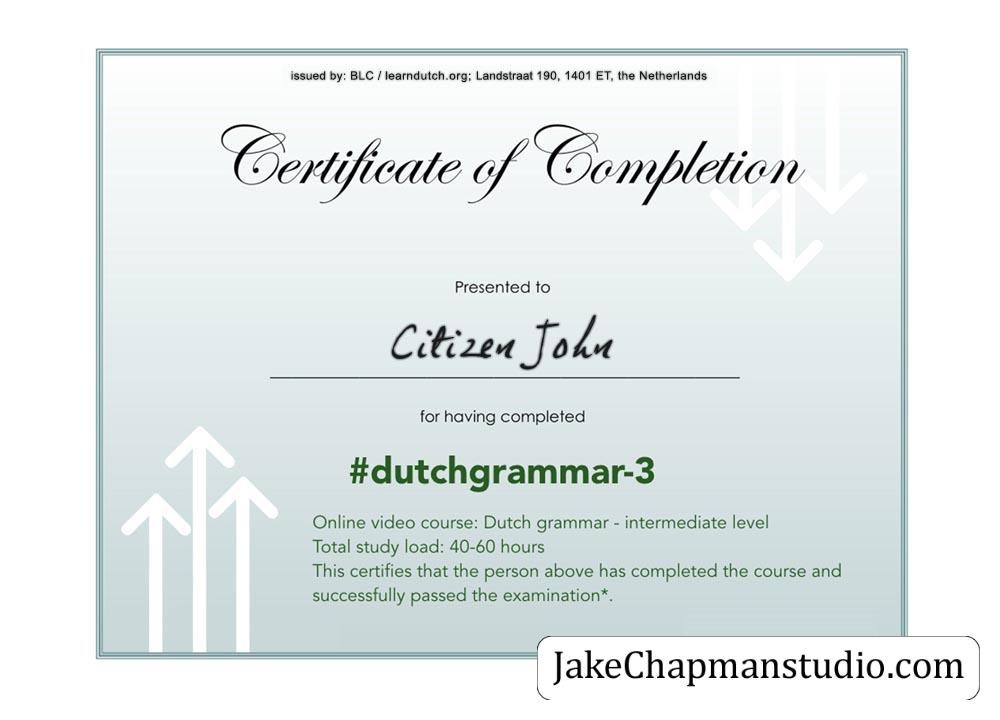 issued by: BLC / learndutch.org; Landstraat 190, 1401 ET, the Netherlands
Certificate of Completion
Presented to
Citizen John
for having completed
#dutchgrammar-3
Online video course: Dutch grammar - intermediate level
Total study load: 40-60 hours
This certifies that the person above has completed the course and
successfully passed the examination*.
JakeChapmanstudio.com